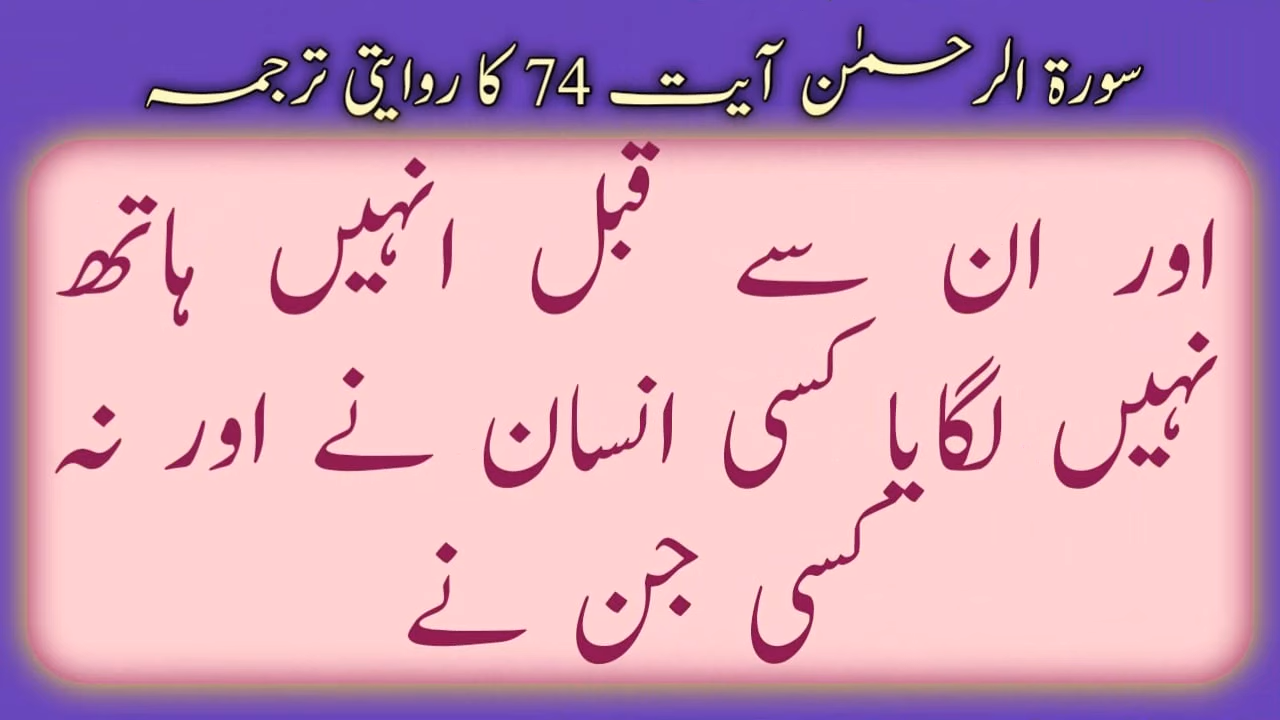 سورۃ الرحمٰن آیت 74 کا روایتی ترجمہ
اور ان سے قبل انہیں ہاتھ
نہیں لگایا کسی انسان نے اور نہ
کسی جن نے